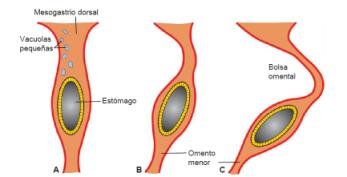 Mesogastrio dorsal
Vacuolas
pequeñas
Estómago
Bolsa
omental
Omento
menor
A
B
C